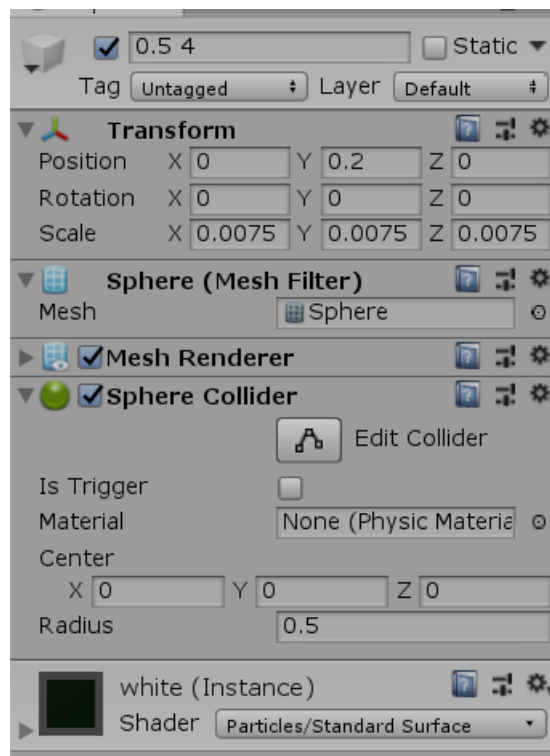 0.5 4
Static
Tag Untagged Layer Default
Transform
Position X 0 Y 0.2 Z 0
Rotation X 0 Y 0 Z 0
Scale X 0.0075 Y 0.0075 Z 0.0075
Sphere (Mesh Filter)
Mesh Sphere
Mesh Renderer
Sphere Collider
Edit Collider
Is Trigger
Material None (Physic Materia
Center
X 0 Y 0 Z 0
Radius 0.5
white (Instance)
Shader Particles/Standard Surface